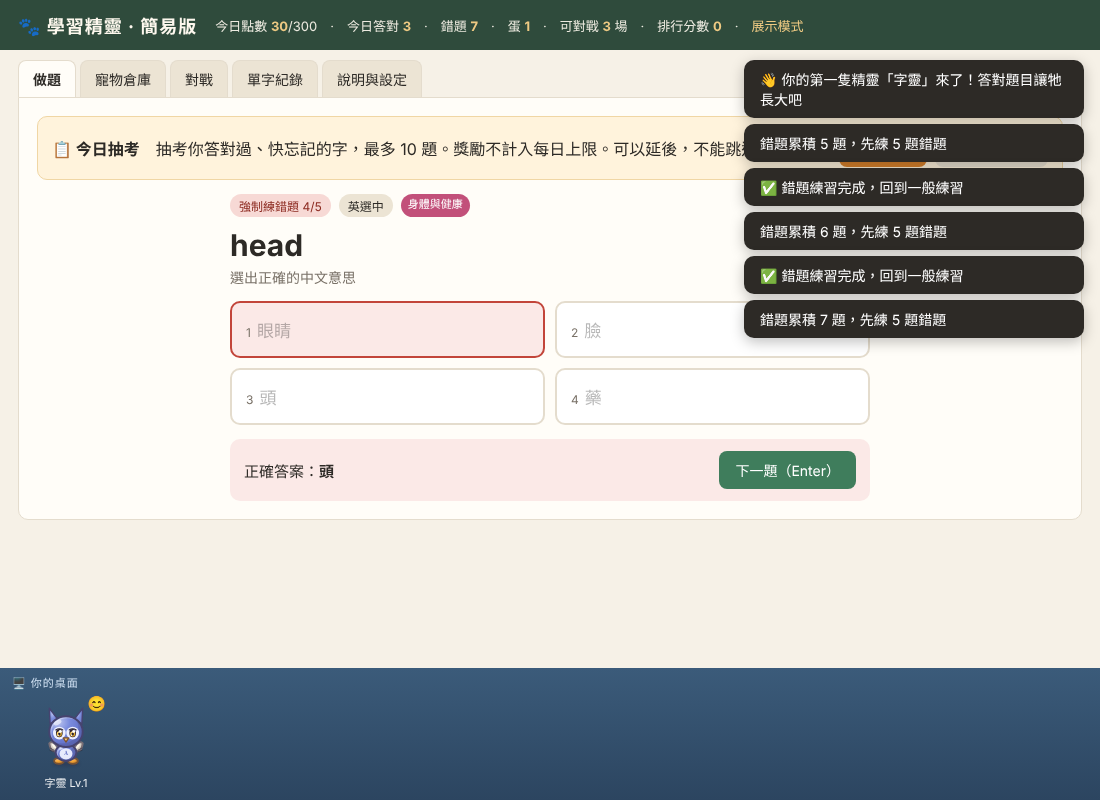 🐾 學習精靈 · 簡易版 今日點數 30/300 · 今日答對 3 · 錯題 7 · 蛋 1 · 可對戰 3 場 · 排行分數 0 · 展示模式
做題 寵物倉庫 對戰 單字紀錄 說明與設定
👋 你的第一隻精靈「字靈」來了！答對題目讓牠
長大吧
錯題累積 5 題，先練 5 題錯題
✅ 錯題練習完成，回到一般練習
錯題累積 6 題，先練 5 題錯題
✅ 錯題練習完成，回到一般練習
錯題累積 7 題，先練 5 題錯題
📋 今日抽考 抽考你答對過、快忘記的字，最多 10 題。獎勵不計入每日上限。可以延後，不能跳
強制練錯題 4/5 英選中 身體與健康
head
選出正確的中文意思
1 眼睛 2 臉
3 頭 4 藥
正確答案：頭 下一題（Enter）
🖥️ 你的桌面
字靈 Lv.1